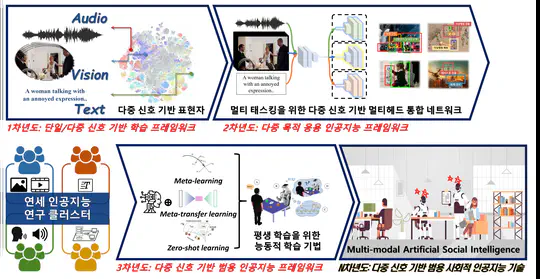 Audio
Vision
A woman talking with
an annoyed expression..
Text
다중 신호 기반 표현자
1차년도: 단일/다중 신호 기반 학습 프레임워크
A woman talking
with an annoyed
expression..
멀티 태스킹을 위한 다중 신호 기반 멀티헤드 통합 네트워크
2차년도: 다중 목적 응용 인공지능 프레임워크
연세 인공지능
연구 클러스터
Meta-learning
Meta-transfer learning
Zero-shot learning
평생 학습을 위한
능동적 학습 기법
3차년도: 다중 신호 기반 범용 인공지능 프레임워크
Multi-modal Artificial Social Intelligence
N차년도: 다중 신호 기반 범용 사회적 인공지능 기술